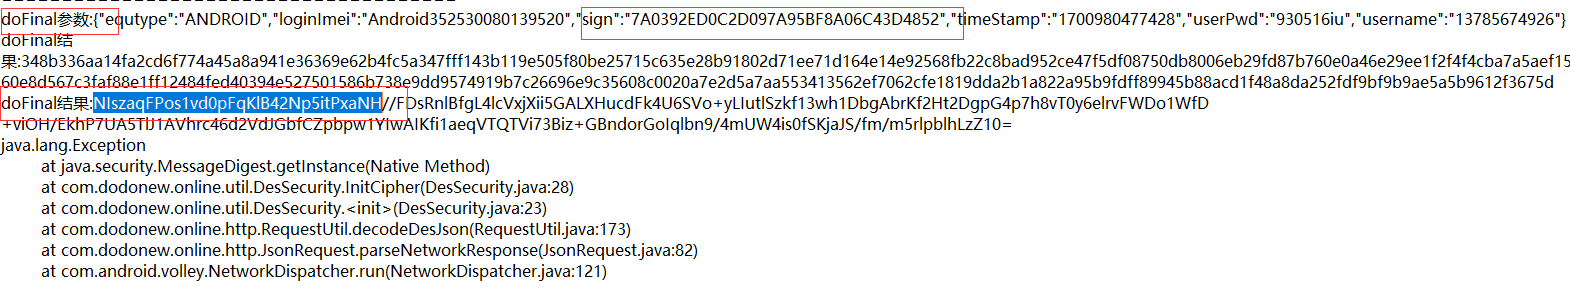 ==================================================
doFinal参数:{"equtype":"ANDROID","loginImei":"Android352530080139520","sign":"7A0392ED0C2D097A95BF8A06C43D4852","timeStamp":"1700980477428","userPwd":"930516iu","username":"13785674926"}
doFinal结
果:348b336aa14fa2cd6f774a45a8a941e36369e62b4fc5a347fff143b119e505f80be25715c635e28b91802d71ee71d164e14e92568fb22c8bad952ce47f5df08750db8006eb29fd87b760e0a46e29ee1f2f4f4cba7a5aef15
60e8d567c3faf88e1ff12484fed40394e527501586b738e9dd9574919b7c26696e9c35608c0020a7e2d5a7aa553413562ef7062cfe1819dda2b1a822a95b9fdff89945b88acd1f48a8da252fdf9bf9b9ae5a5b9612f3675d
doFinal结果:NIszaqFPos1vd0pFqKlB42Np5itPxaNH//FDsRnlBfgL4lcVxjXii5GALXHucdFk4U6SVo+yLIutlSzkf13wh1DbgAbrKf2Ht2DgpG4p7h8vT0y6elrvFWDo1WfD
+viOH/EkhP7UA5TlJ1AVhrc46d2VdJGbfCZpbpw1YIwAIKfi1aeqVTQTVi73Biz+GBndorGoIqlbn9/4mUW4is0fSKjaJS/fm/m5rlpblhLzZ10=
java.lang.Exception
at java.security.MessageDigest.getInstance(Native Method)
at com.dodonew.online.util.DesSecurity.InitCipher(DesSecurity.java:28)
at com.dodonew.online.util.DesSecurity.<init>(DesSecurity.java:23)
at com.dodonew.online.http.RequestUtil.decodeDesJson(RequestUtil.java:173)
at com.dodonew.online.http.JsonRequest.parseNetworkResponse(JsonRequest.java:82)
at com.android.volley.NetworkDispatcher.run(NetworkDispatcher.java:121)